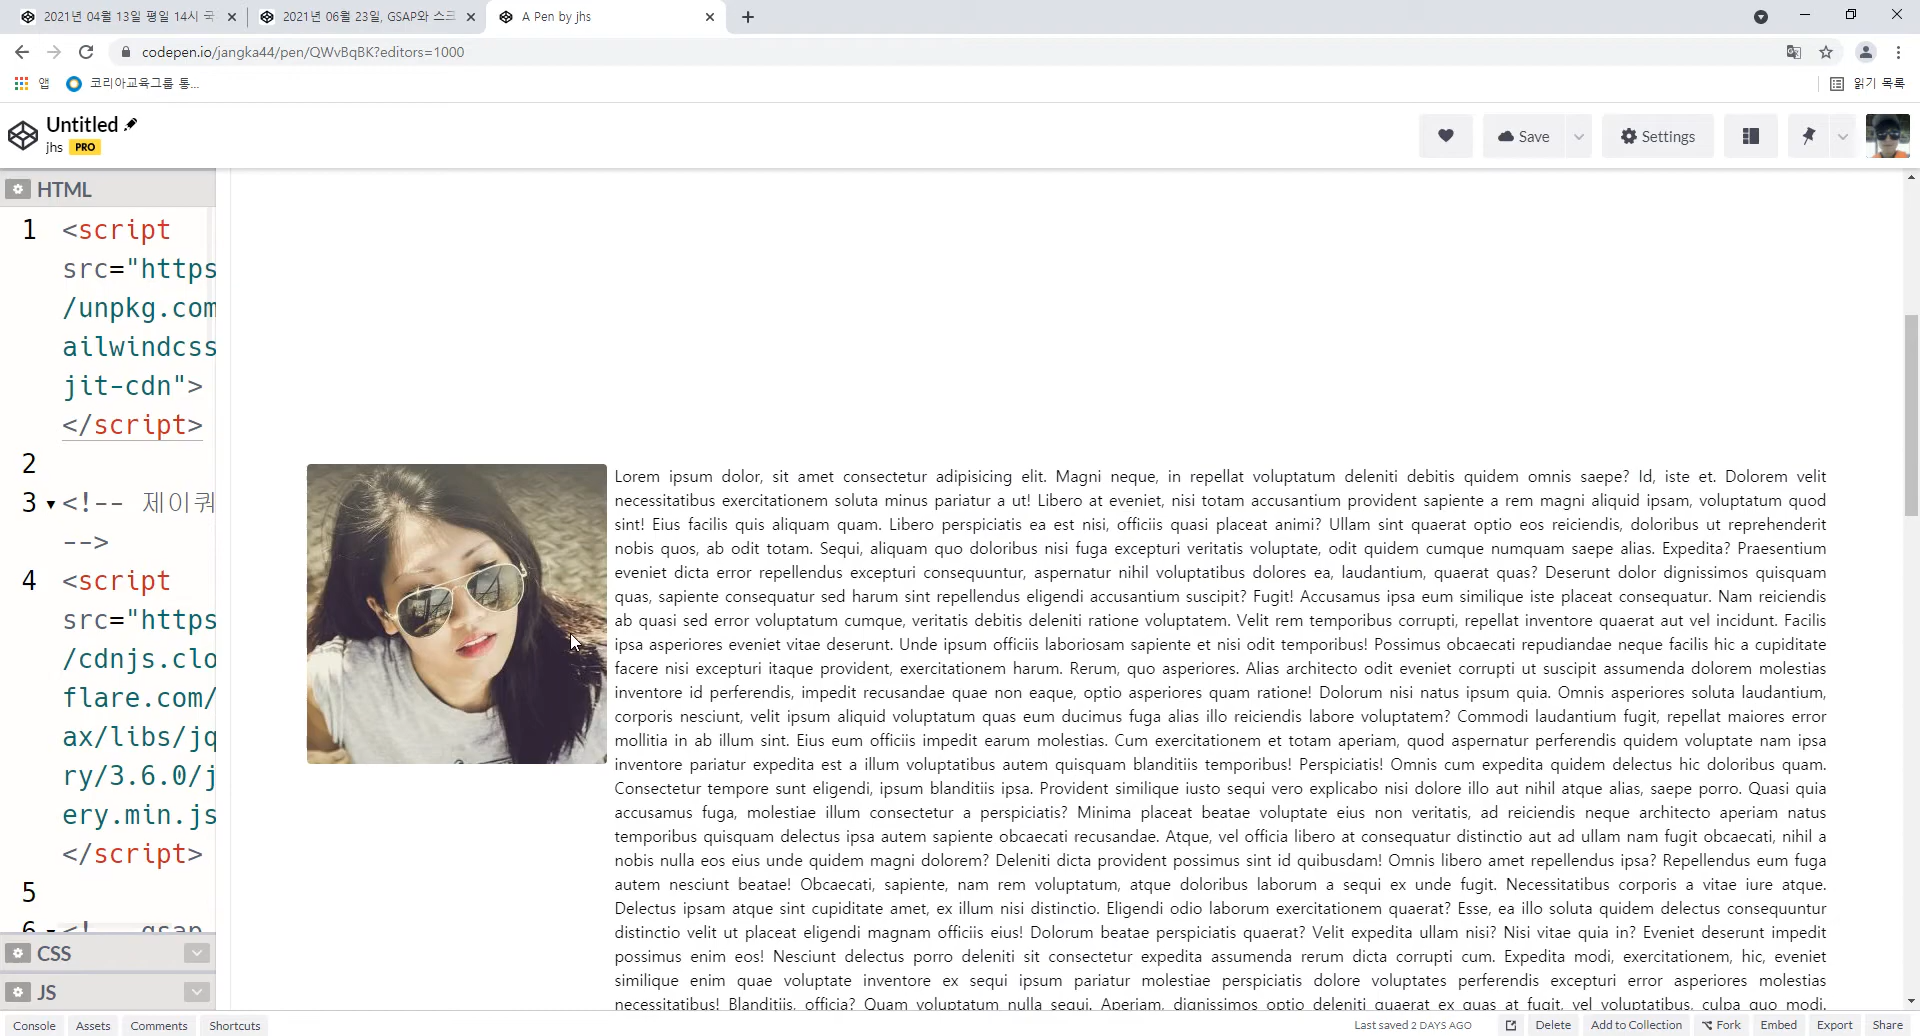 2021년 04월 13일 평일 14시 국
2021년 06월 23일, GSAP와 스크
A Pen by jhs
codepen.io/jangka44/pen/QWvBqBK?editors=1000
앱
코리아교육그룹 통...
읽기 목록
Untitled
jhs PRO
Save
Settings
HTML
1 <script
src="https
/unpkg.com
ailwindcss
jit-cdn">
</script>
2
3 <!-- 제이쿼
-->
4 <script
src="https
/cdnjs.clo
flare.com/
ax/libs/jq
ry/3.6.0/j
ery.min.js
</script>
5
6 <!-- gsap
CSS
JS
Lorem ipsum dolor, sit amet consectetur adipisicing elit. Magni neque, in repellat voluptatum deleniti debitis quidem omnis saepe? Id, iste et. Dolorem velit
necessitatibus exercitationem soluta minus pariatur a ut! Libero at eveniet, nisi totam accusantium provident sapiente a rem magni aliquid ipsam, voluptatum quod
sint! Eius facilis quis aliquam quam. Libero perspiciatis ea est nisi, officiis quasi placeat animi? Ullam sint quaerat optio eos reiciendis, doloribus ut reprehenderit
nobis quos, ab odit totam. Sequi, aliquam quo doloribus nisi fuga excepturi veritatis voluptate, odit quidem cumque numquam saepe alias. Expedita? Praesentium
eveniet dicta error repellendus excepturi consequuntur, aspernatur nihil voluptatibus dolores ea, laudantium, quaerat quas? Deserunt dolor dignissimos quisquam
quas, sapiente consequatur sed harum sint repellendus eligendi accusantium suscipit? Fugit! Accusamus ipsa eum similique iste placeat consequatur. Nam reiciendis
ab quasi sed error voluptatum cumque, veritatis debitis deleniti ratione voluptatem. Velit rem temporibus corrupti, repellat inventore quaerat aut vel incidunt. Facilis
ipsa asperiores eveniet vitae deserunt. Unde ipsum officiis laboriosam sapiente et nisi odit temporibus! Possimus obcaecati repudiandae neque facilis hic a cupiditate
facere nisi excepturi itaque provident, exercitationem harum. Rerum, quo asperiores. Alias architecto odit eveniet corrupti ut suscipit assumenda dolorem molestias
inventore id perferendis, impedit recusandae quae non eaque, optio asperiores quam ratione! Dolorum nisi natus ipsum quia. Omnis asperiores soluta laudantium,
corporis nesciunt, velit ipsum aliquid voluptatum quas eum ducimus fuga alias illo reiciendis labore voluptatem? Commodi laudantium fugit, repellat maiores error
mollitia in ab illum sint. Eius eum officiis impedit earum molestias. Cum exercitationem et totam aperiam, quod aspernatur perferendis quidem voluptate nam ipsa
inventore pariatur expedita est a illum voluptatibus autem quisquam blanditiis temporibus! Perspiciatis! Omnis cum expedita quidem delectus hic doloribus quam.
Consectetur tempore sunt eligendi, ipsum blanditiis ipsa. Provident similique iusto sequi vero explicabo nisi dolore illo aut nihil atque alias, saepe porro. Quasi quia
accusamus fuga, molestiae illum consectetur a perspiciatis? Minima placeat beatae voluptate eius non veritatis, ad reiciendis neque architecto aperiam natus
temporibus quisquam delectus ipsa autem sapiente obcaecati recusandae. Atque, vel officia libero at consequatur distinctio aut ad ullam nam fugit obcaecati, nihil a
nobis nulla eos eius unde quidem magni dolorem? Deleniti dicta provident possimus sint id quibusdam! Omnis libero amet repellendus ipsa? Repellendus eum fuga
autem nesciunt beatae! Obcaecati, sapiente, nam rem voluptatum, atque doloribus laborum a sequi ex unde fugit. Necessitatibus corporis a vitae iure atque.
Delectus ipsam atque sint cupiditate amet, ex illum nisi distinctio. Eligendi odio laborum exercitationem quaerat? Esse, ea illo soluta quidem delectus consequuntur
distinctio velit ut placeat eligendi magnam officiis eius! Dolorum beatae perspiciatis quaerat? Velit expedita ullam nisi? Nisi vitae quia in? Eveniet deserunt impedit
possimus enim eos! Nesciunt delectus porro deleniti sit consectetur expedita assumenda rerum dicta corrupti cum. Expedita modi, exercitationem, hic, eveniet
similique enim quae voluptate inventore ex sequi ipsum pariatur molestiae perspiciatis dolore voluptates perferendis excepturi error asperiores molestias
necessitatibus! Blanditiis, officia? Quam voluptatum nulla sequi. Aperiam, dignissimos optio deleniti quaerat ex quas at fugit, vel voluptatibus, culpa quo modi.
Console
Assets
Comments
Shortcuts
Last saved 2 DAYS AGO
Delete
Add to Collection
Fork
Embed
Export
Share